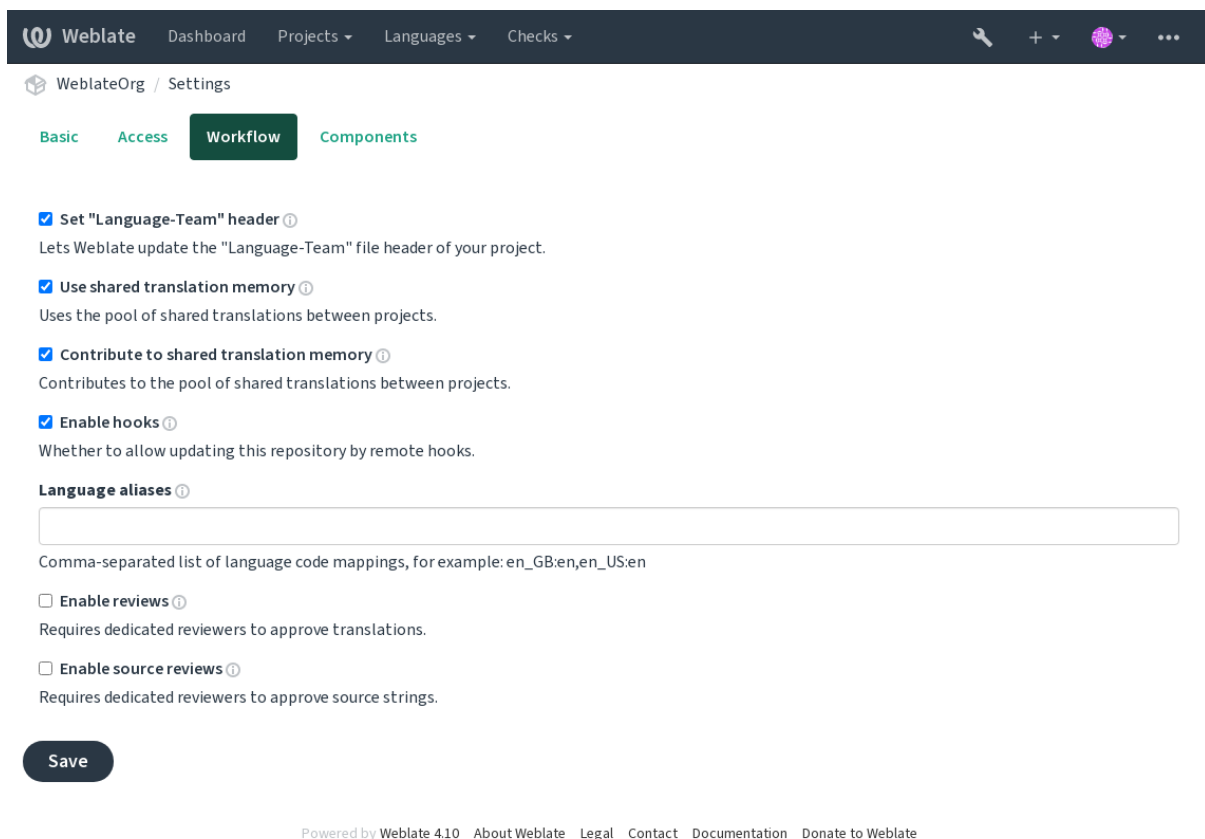 Weblate Dashboard Projects Languages Checks
WeblateOrg / Settings
Basic Access Workflow Components
Set "Language-Team" header
Lets Weblate update the "Language-Team" file header of your project.
Use shared translation memory
Uses the pool of shared translations between projects.
Contribute to shared translation memory
Contributes to the pool of shared translations between projects.
Enable hooks
Whether to allow updating this repository by remote hooks.
Language aliases
Comma-separated list of language code mappings, for example: en_GB:en,en_US:en
Enable reviews
Requires dedicated reviewers to approve translations.
Enable source reviews
Requires dedicated reviewers to approve source strings.
Save
Powered by Weblate 4.10 About Weblate Legal Contact Documentation Donate to Weblate